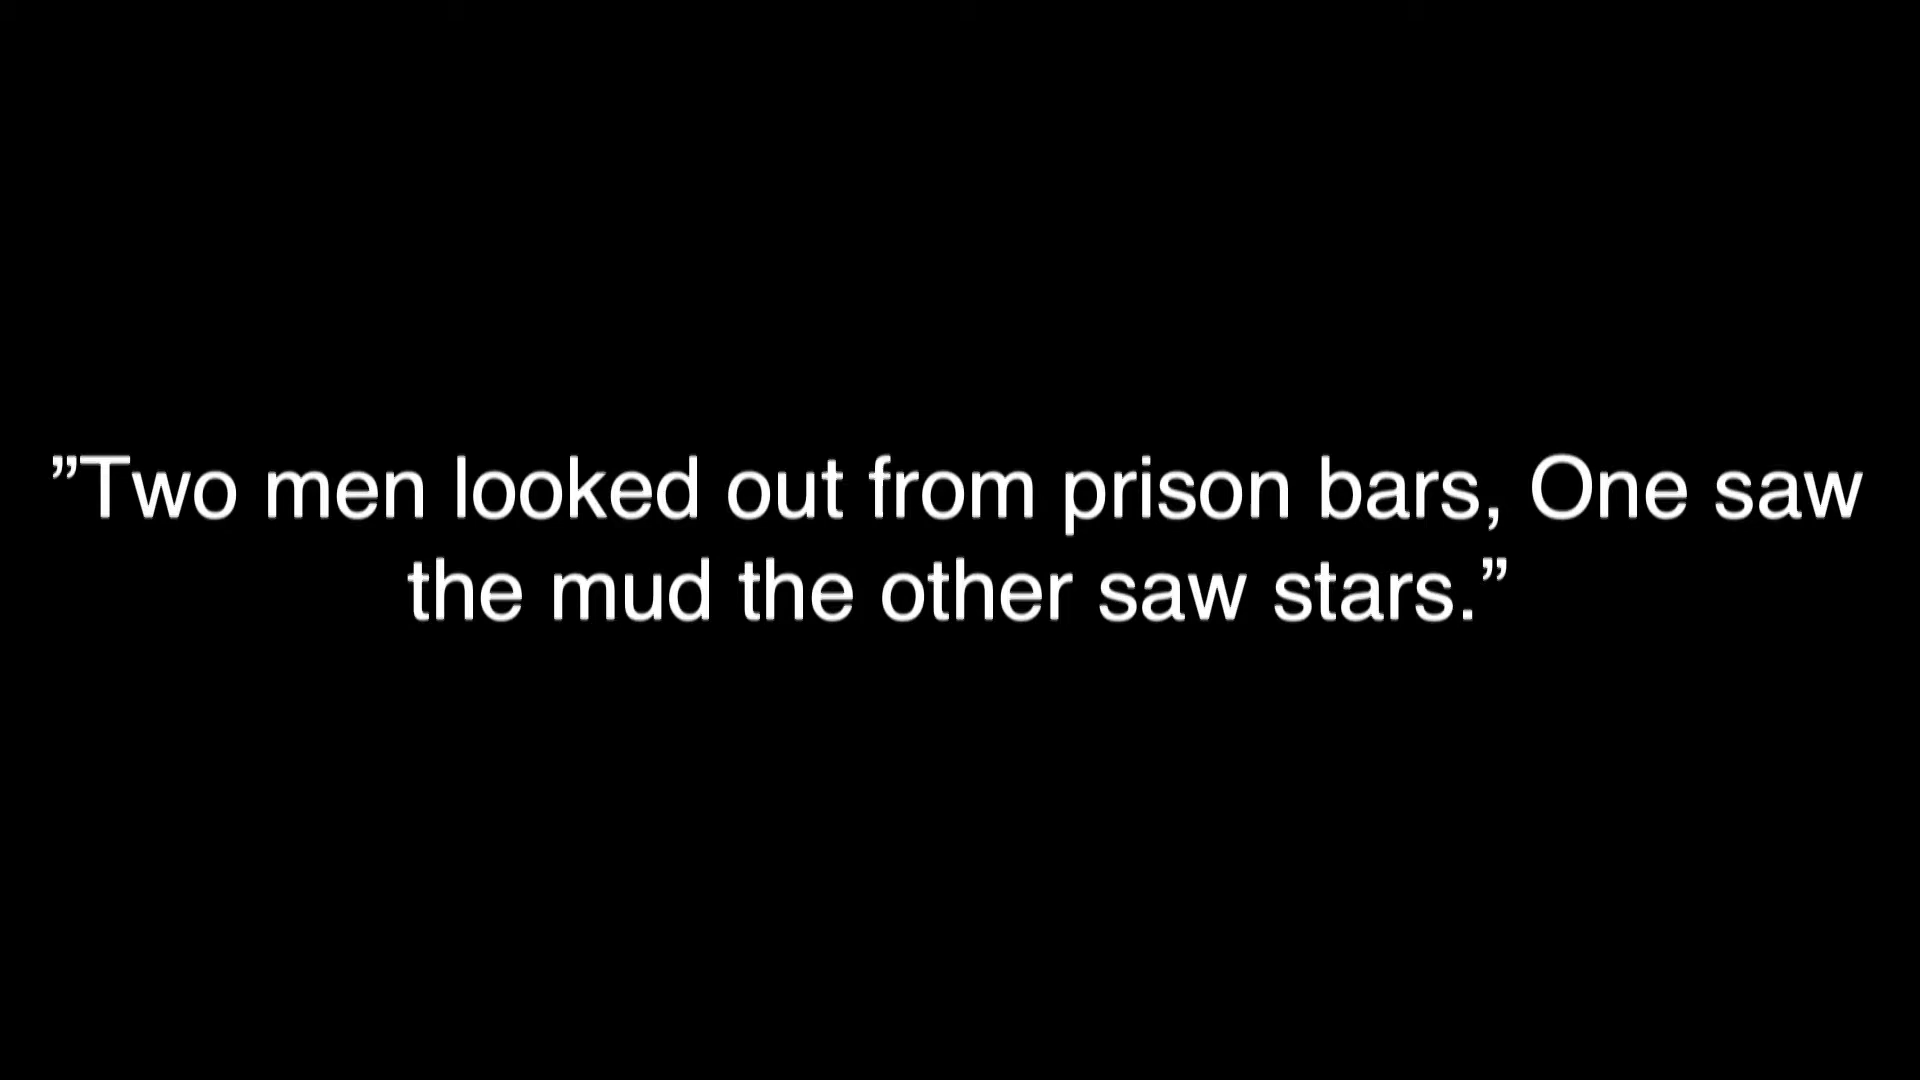 ”Two men looked out from prison bars, One saw
the mud the other saw stars.”